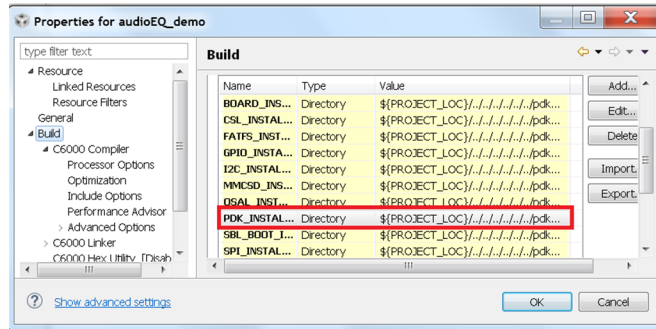 Properties for audioEQ_demo
type filter text
Build
Resource
Linked Resources
Resource Filters
General
Build
C6000 Compiler
Processor Options
Optimization
Include Options
Performance Advisor
Advanced Options
C6000 Linker
C6000 Hex Utility [Disab
Name Type Value
BOARD_INS... Directory ${PROJECT_LOC}/../../../../../../pdk...
CSL_INSTAL... Directory ${PROJECT_LOC}/../../../../../../pdk...
FATFS_INST... Directory ${PROJECT_LOC}/../../../../../../pdk...
GPIO_INSTA... Directory ${PROJECT_LOC}/../../../../../../pdk...
I2C_INSTAL... Directory ${PROJECT_LOC}/../../../../../../pdk...
MMCSD_INS... Directory ${PROJECT_LOC}/../../../../../../pdk...
OSAL_INST... Directory ${PROJECT_LOC}/../../../../../../pdk...
PDK_INSTAL... Directory ${PROJECT_LOC}/../../../../../../pdk...
SBL_BOOT_I... Directory ${PROJECT_LOC}/../../../../../../pdk...
SPI_INSTAL... Directory ${PROJECT_LOC}/../../../../../../pdk...
Add...
Edit...
Delete
Import.
Export.
Show advanced settings
OK
Cancel